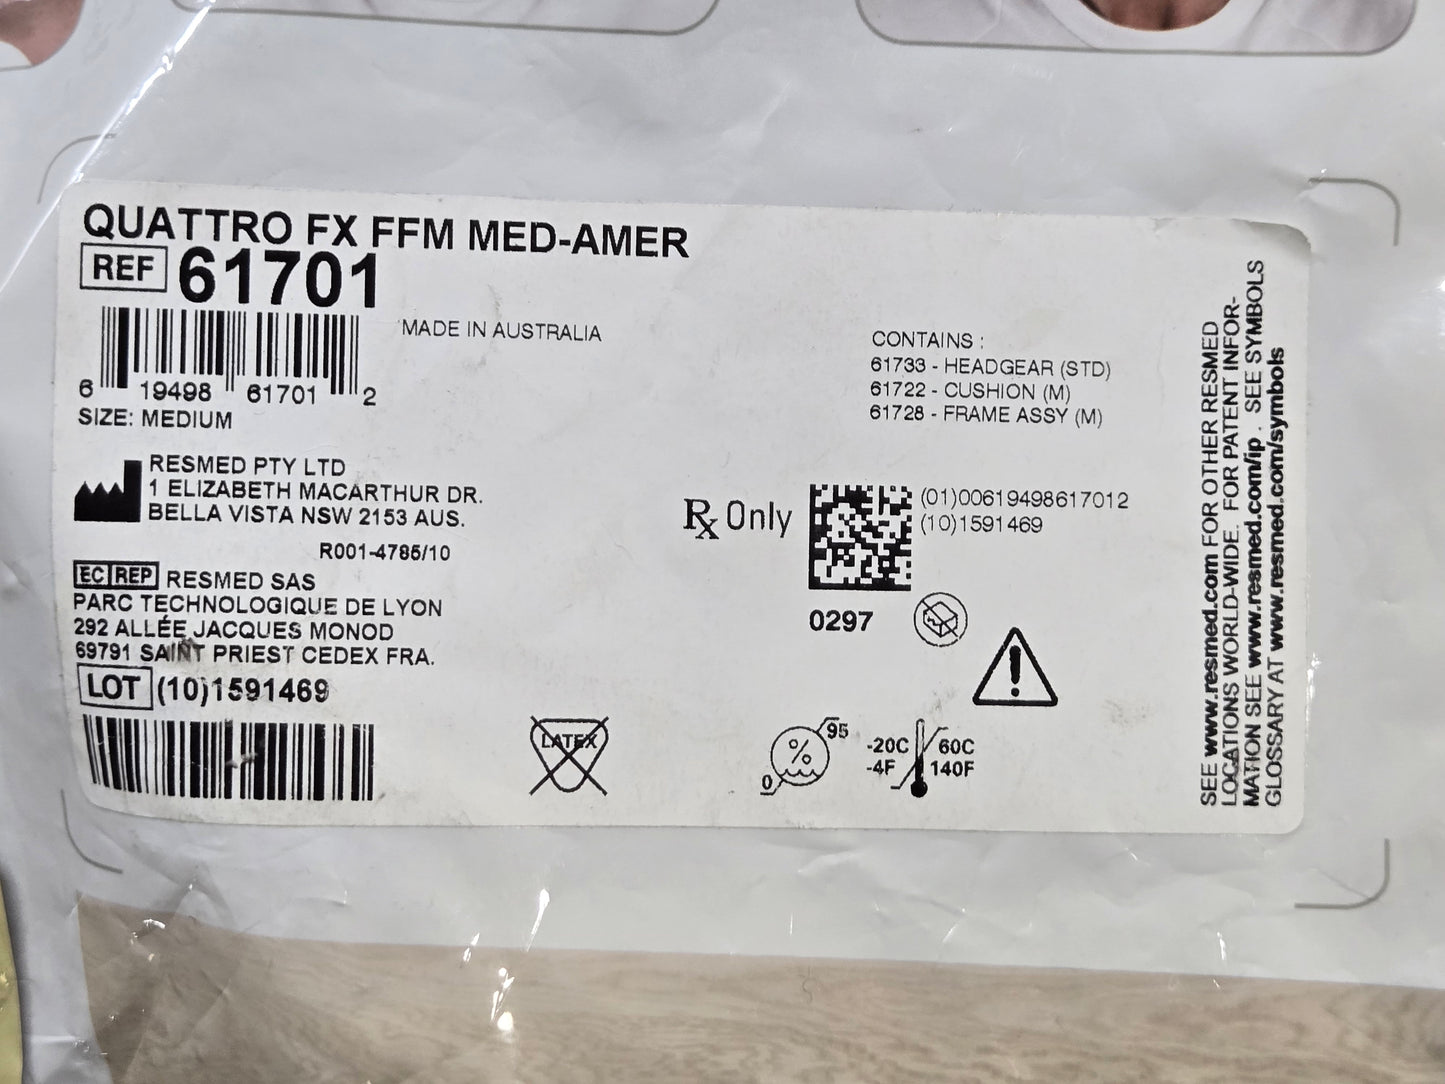 QUATTRO FX FFM MED-AMER
REF 61701
MADE IN AUSTRALIA
6 19498 61701 2
SIZE: MEDIUM
CONTAINS :
61733 - HEADGEAR (STD)
61722 - CUSHION (M)
61728 - FRAME ASSY (M)
RESMED PTY LTD
1 ELIZABETH MACARTHUR DR.
BELLA VISTA NSW 2153 AUS.
R001-4785/10
Rx Only
(01)00619498617012
(10)1591469
0297
EC REP RESMED SAS
PARC TECHNOLOGIQUE DE LYON
292 ALLÉE JACQUES MONOD
69791 SAINT PRIEST CEDEX FRA.
LOT (10)1591469
LATEX
%
95
0
-20C
-4F
60C
140F
SEE www.resmed.com FOR OTHER RESMED
LOCATIONS WORLD-WIDE. FOR PATENT INFOR-
MATION SEE www.resmed.com/ip . SEE SYMBOLS
GLOSSARY AT www.resmed.com/symbols